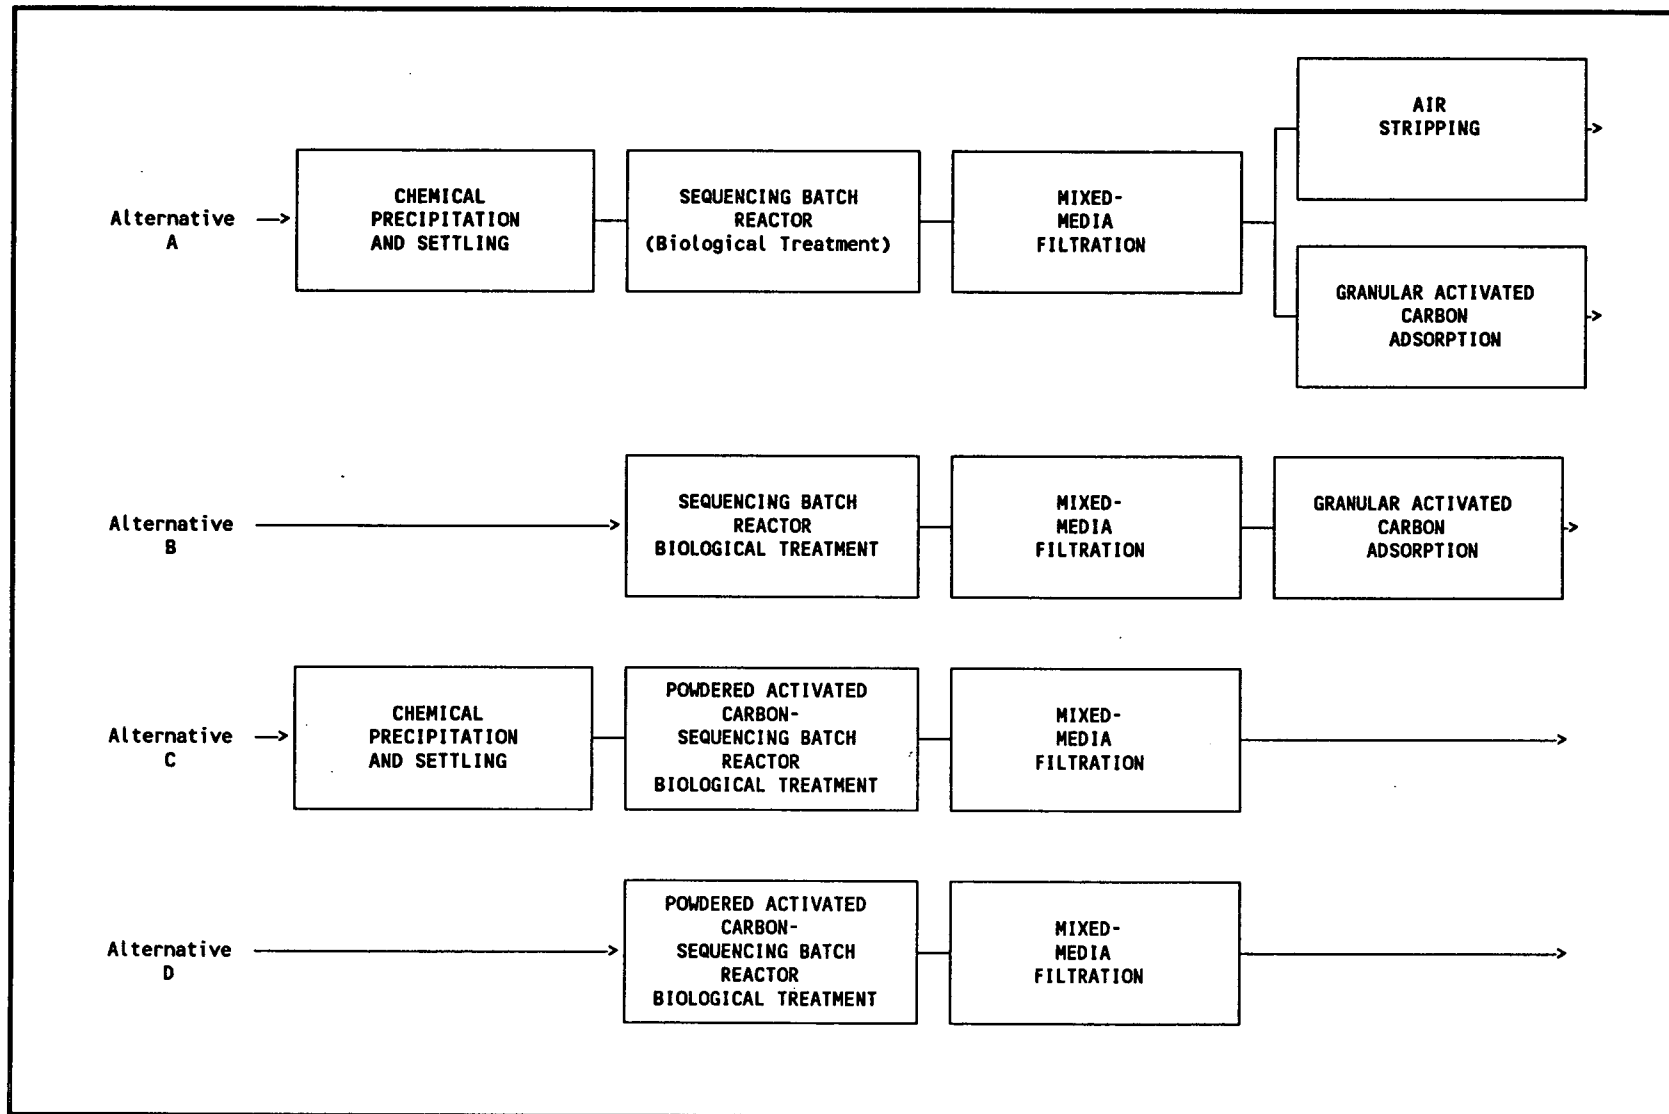 AIR
STRIPPING
Alternative
A
CHEMICAL
PRECIPITATION
AND SETTLING
SEQUENCING BATCH
REACTOR
(Biological Treatment)
MIXED-
MEDIA
FILTRATION
GRANULAR ACTIVATED
CARBON
ADSORPTION
Alternative
B
SEQUENCING BATCH
REACTOR
BIOLOGICAL TREATMENT
MIXED-
MEDIA
FILTRATION
GRANULAR ACTIVATED
CARBON
ADSORPTION
Alternative
C
CHEMICAL
PRECIPITATION
AND SETTLING
POWDERED ACTIVATED
CARBON-
SEQUENCING BATCH
REACTOR
BIOLOGICAL TREATMENT
MIXED-
MEDIA
FILTRATION
Alternative
D
POWDERED ACTIVATED
CARBON-
SEQUENCING BATCH
REACTOR
BIOLOGICAL TREATMENT
MIXED-
MEDIA
FILTRATION